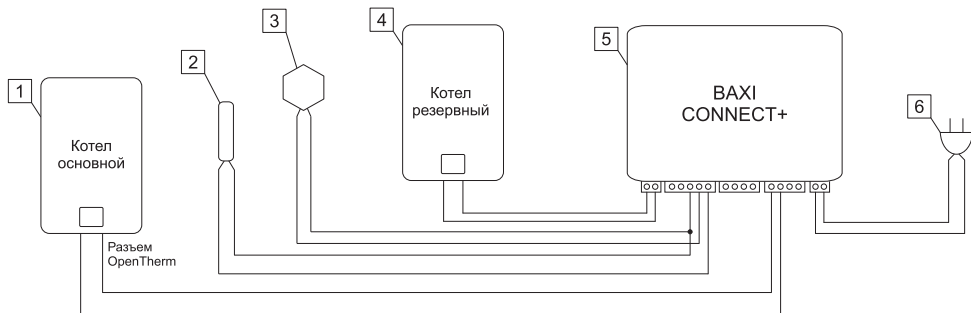 1
Котел
основной
Разъем
OpenTherm
2
3
4
Котел
резервный
5
BAXI
CONNECT+
6